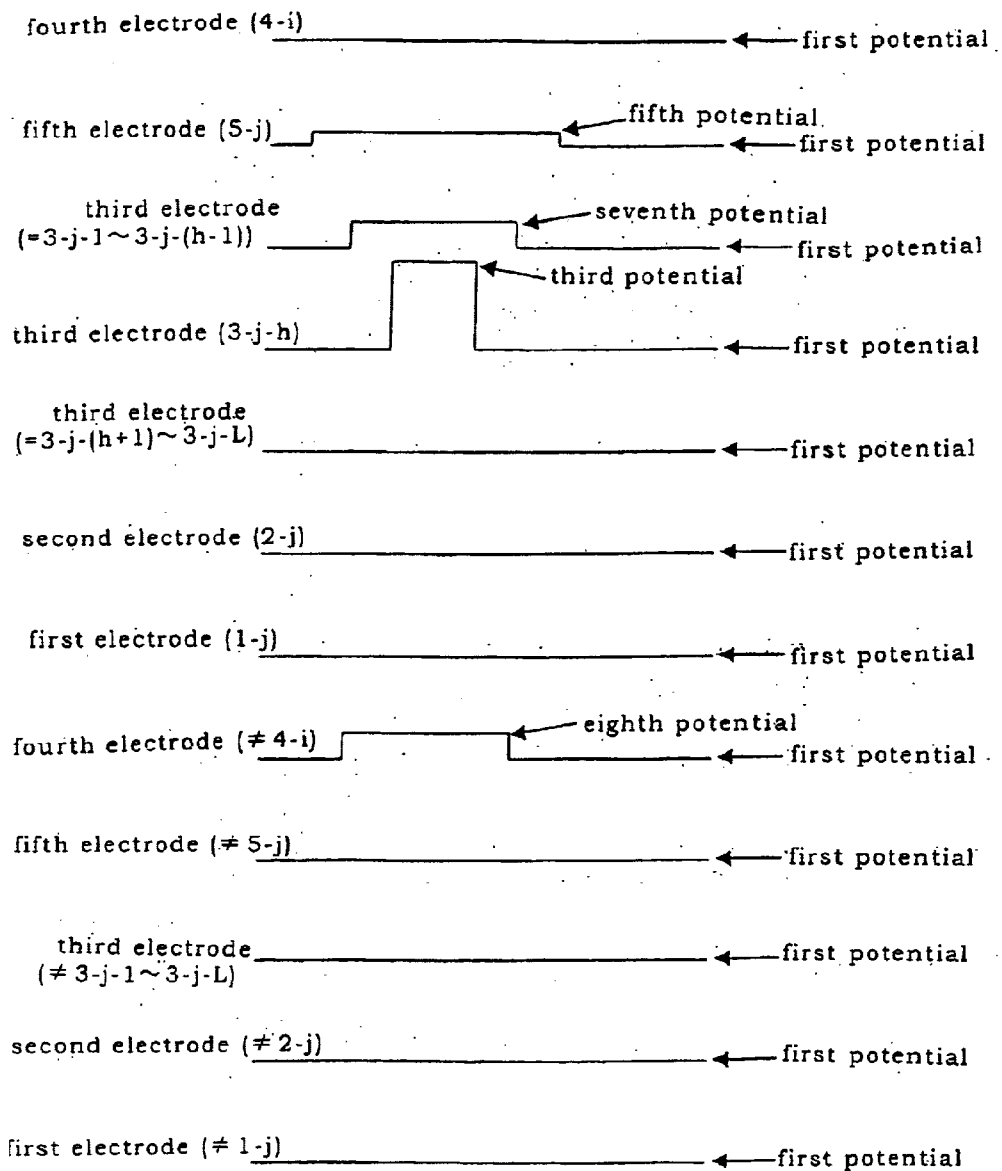 fourth electrode (4-i)
first potential
fifth electrode (5-j)
fifth potential
first potential
third electrode
(=3-j-1~3-j-(h-1))
seventh potential
first potential
third potential
third electrode (3-j-h)
first potential
third electrode
(=3-j-(h+1)~3-j-L)
first potential
second electrode (2-j)
first potential
first electrode (1-j)
first potential
fourth electrode (≠4-i)
eighth potential
first potential
fifth electrode (≠5-j)
first potential
third electrode
(≠3-j-1~3-j-L)
first potential
second electrode (≠2-j)
first potential
first electrode (≠1-j)
first potential